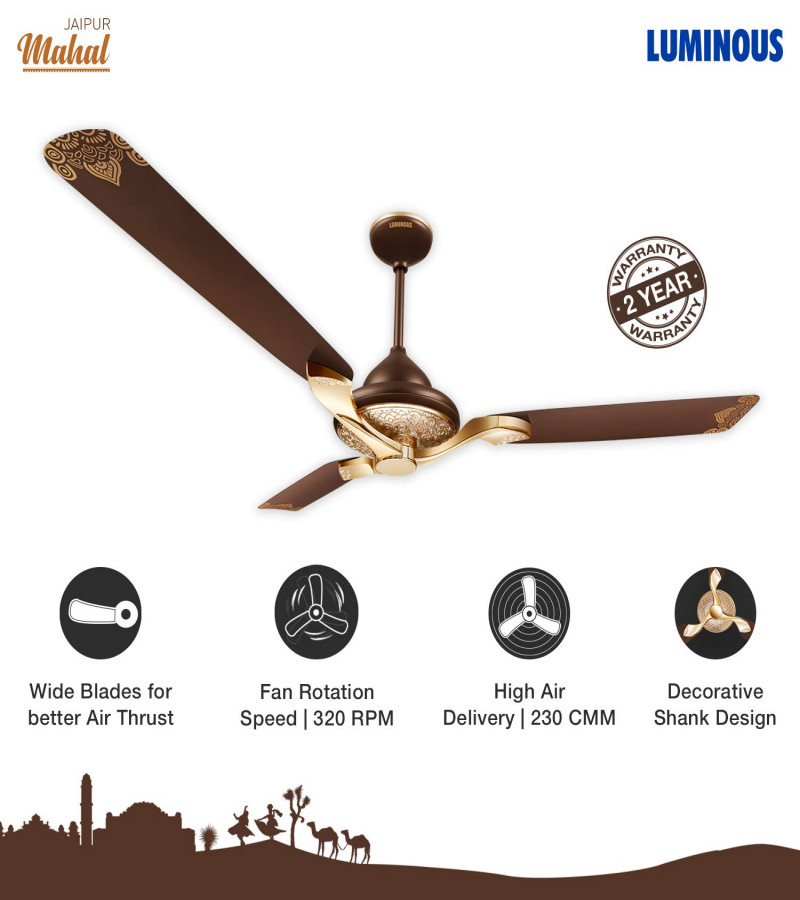 JAIPUR
Mahal
LUMINOUS
LUMINOUS
WARRANTY
2 YEAR
WARRANTY
Wide Blades for
better Air Thrust
Fan Rotation
Speed | 320 RPM
High Air
Delivery | 230 CMM
Decorative
Shank Design